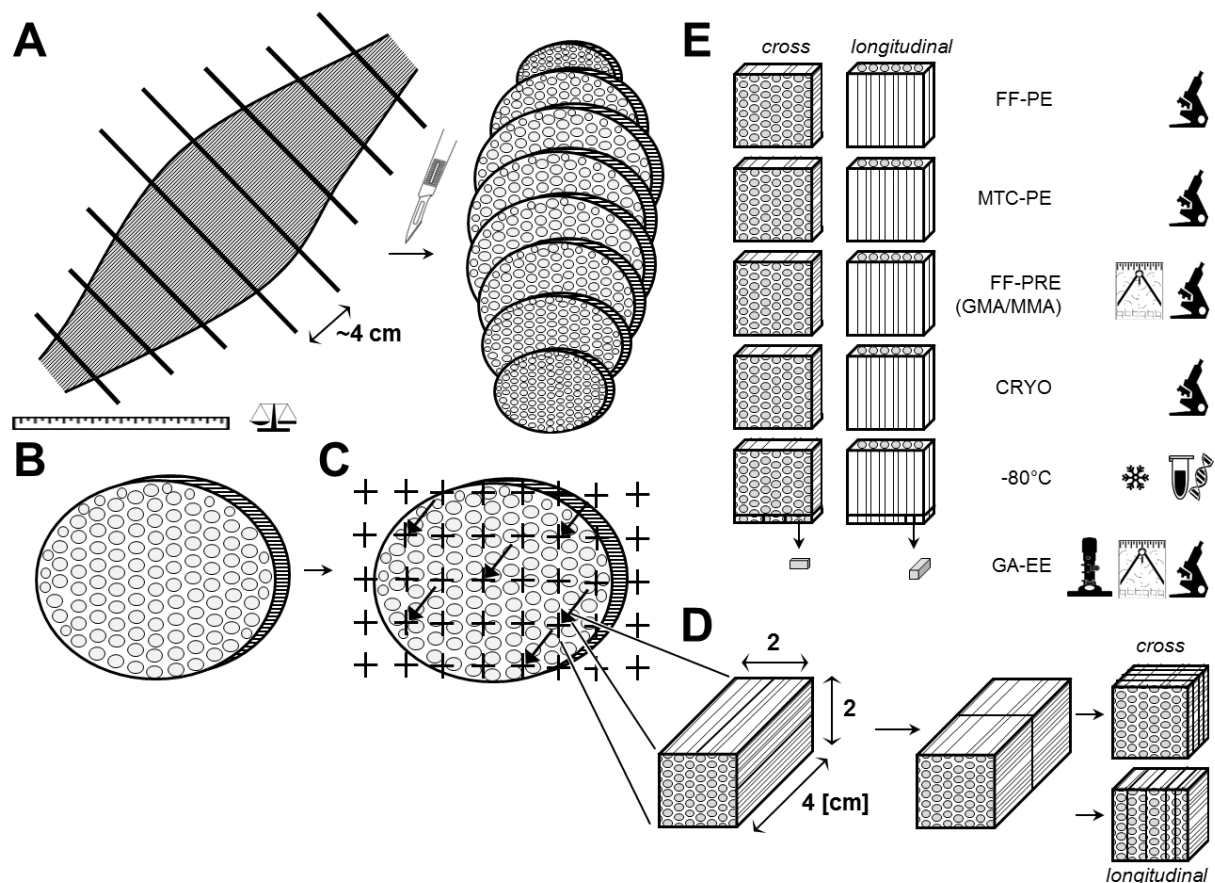 A
~4 cm
B
C
D
2
2
4 [cm]
cross
longitudinal
E
cross
longitudinal
FF-PE
MTC-PE
FF-PRE
(GMA/MMA)
CRYO
-80°C
GA-EE